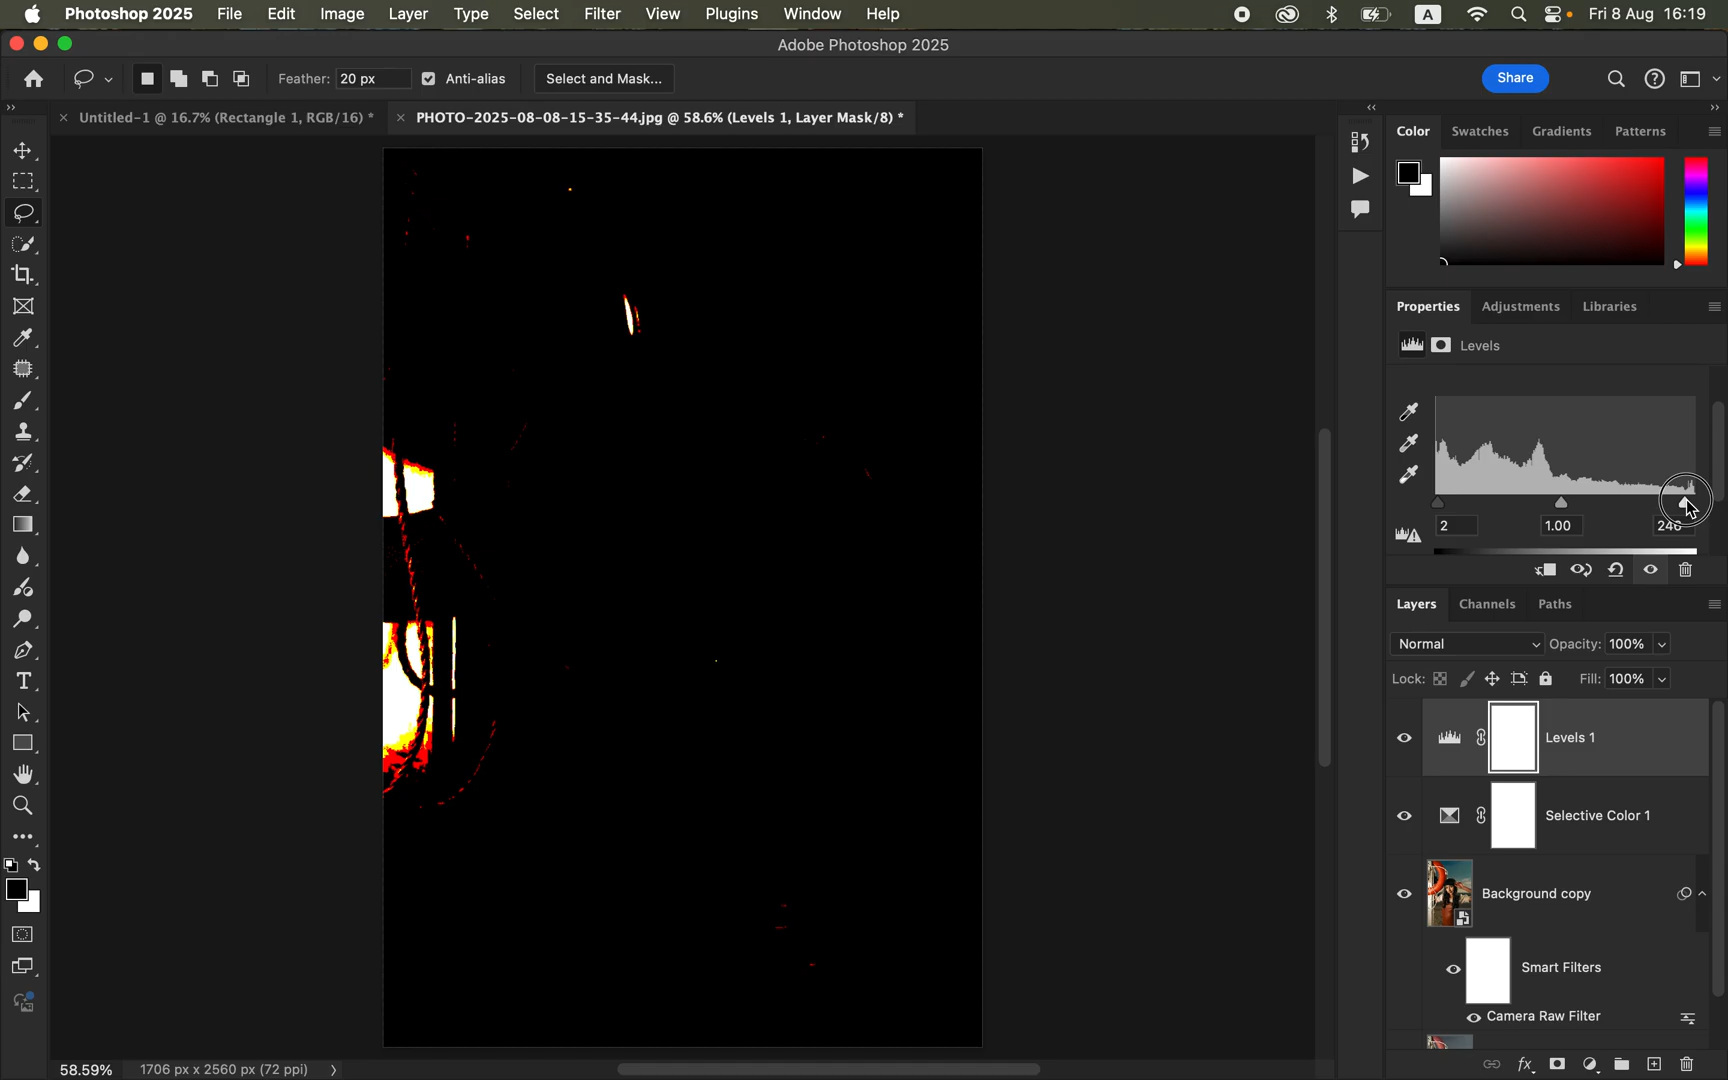 Photoshop 2025 File Edit Image Layer Type Select Filter View Plugins Window Help A Fri 8 Aug 16:19
Adobe Photoshop 2025
Feather: 20 px Anti-alias Select and Mask... Share
Untitled-1 @ 16.7% (Rectangle 1, RGB/16) * PHOTO-2025-08-08-15-35-44.jpg @ 58.6% (Levels 1, Layer Mask/8) *
Color Swatches Gradients Patterns
Properties Adjustments Libraries
Levels
2 1.00 246
Layers Channels Paths
Normal Opacity: 100%
Lock: Fill: 100%
Levels 1
Selective Color 1
Background copy
Smart Filters
Camera Raw Filter
58.59% 1706 px x 2560 px (72 ppi)